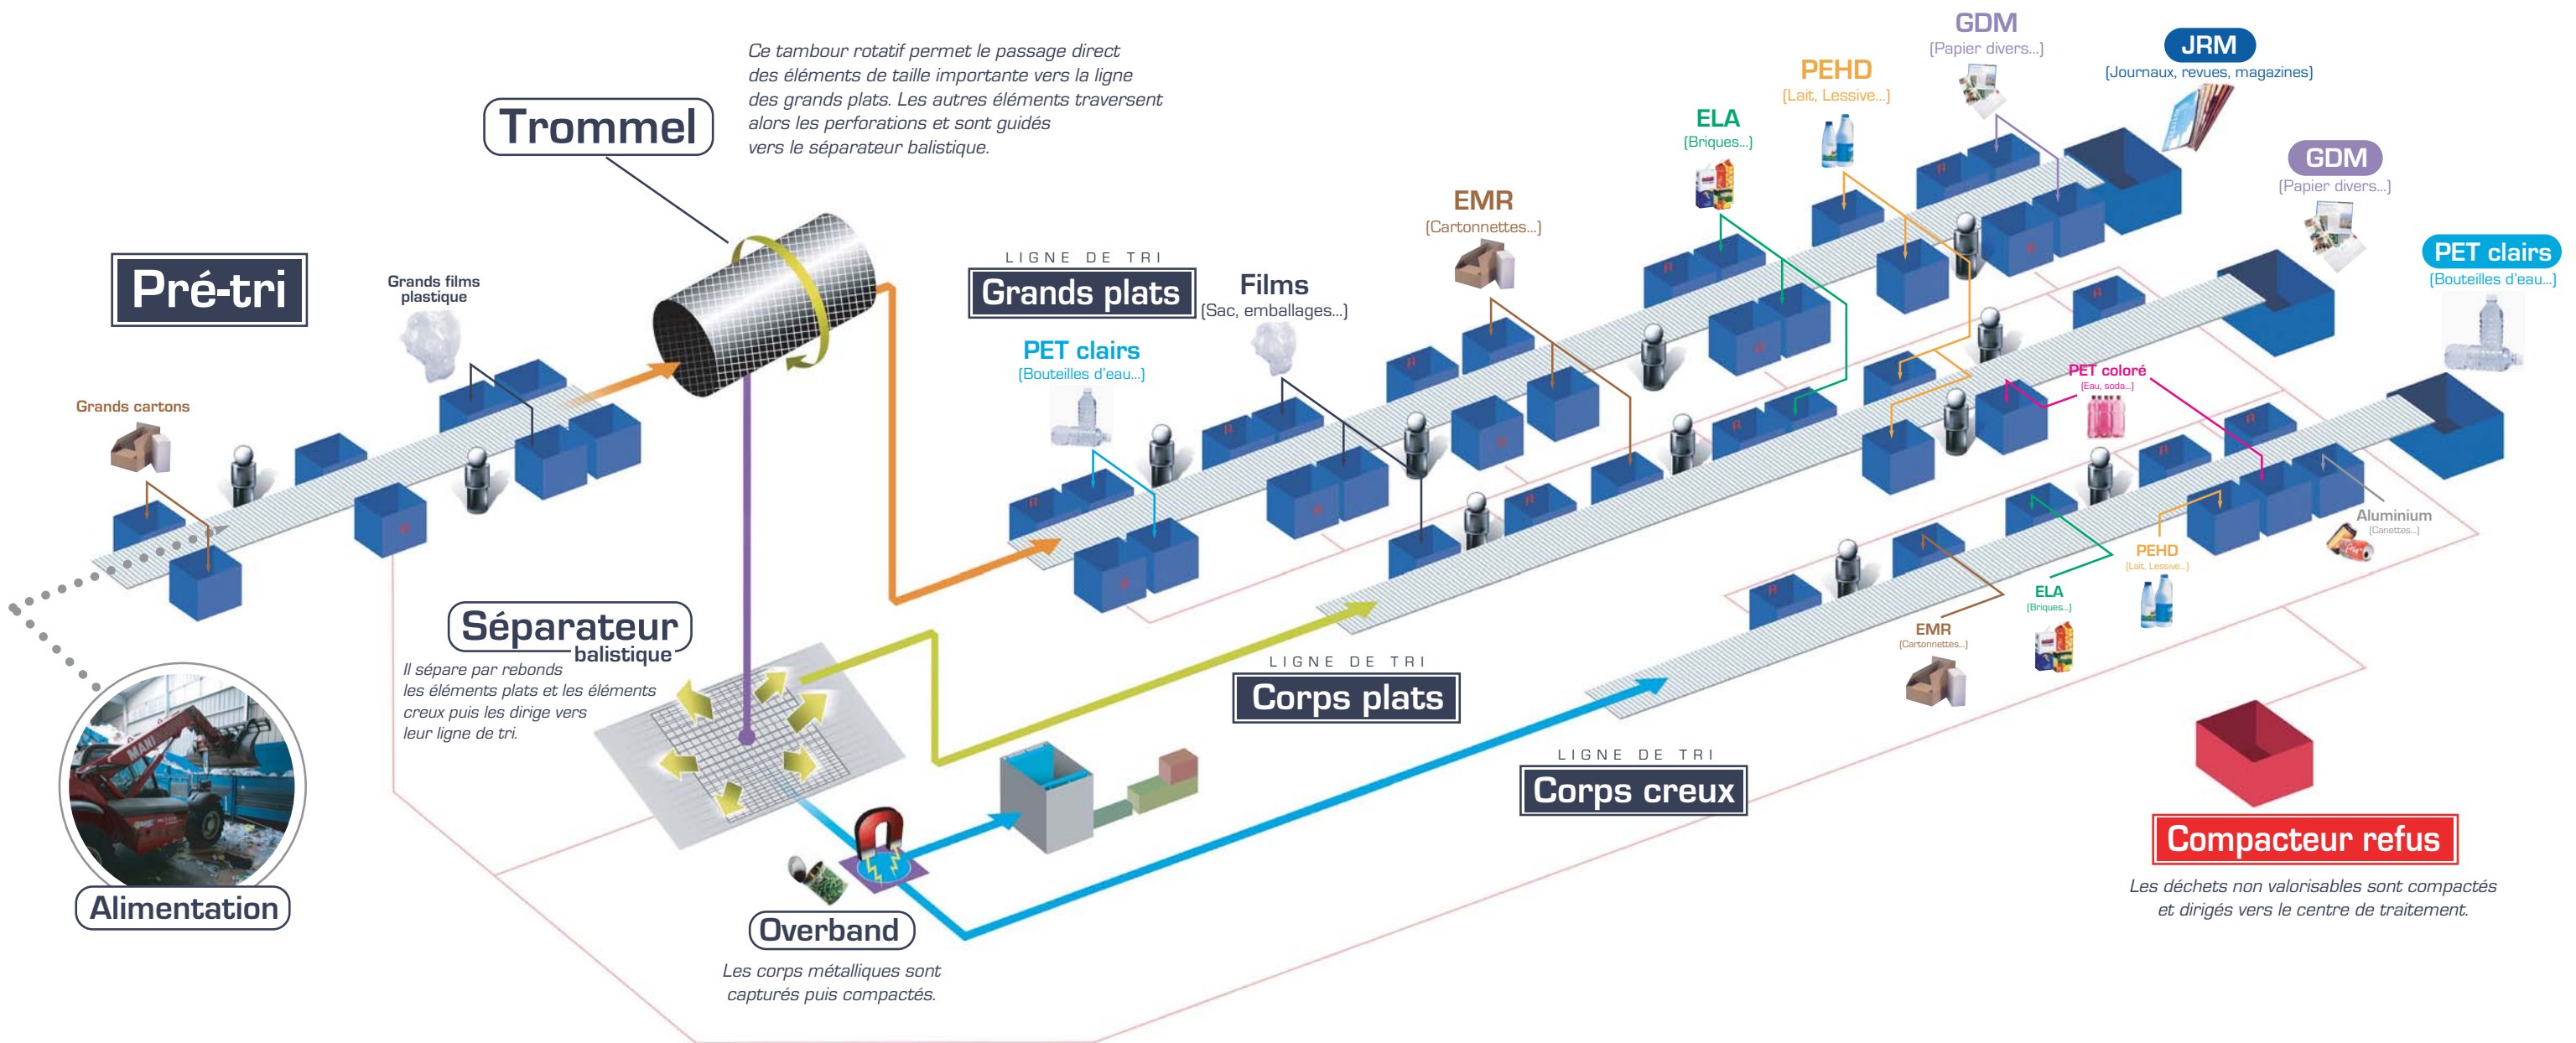 Pré-tri
Grands cartons
Grands films
plastique
Alimentation
Trommel
Ce tambour rotatif permet le passage direct
des éléments de taille importante vers la ligne
des grands plats. Les autres éléments traversent
alors les perforations et sont guidés
vers le séparateur balistique.
Séparateur
balistique
Il sépare par rebonds
les éléments plats et les éléments
creux puis les dirige vers
leur ligne de tri.
Overband
Les corps métalliques sont
capturés puis compactés.
LIGNE DE TRI
Grands plats
PET clairs
(Bouteilles d'eau...)
Films
(Sac, emballages...)
EMR
(Cartonnettes...)
ELA
(Briques...)
PEHD
(Lait, Lessive...)
GDM
(Papier divers...)
JRM
(Journaux, revues, magazines)
GDM
(Papier divers...)
PET clairs
(Bouteilles d'eau...)
LIGNE DE TRI
Corps plats
PET coloré
(Eau, soda...)
LIGNE DE TRI
Corps creux
EMR
(Cartonnettes...)
ELA
(Briques...)
PEHD
(Lait, Lessive...)
Aluminium
(Canettes...)
Compacteur refus
Les déchets non valorisables sont compactés
et dirigés vers le centre de traitement.